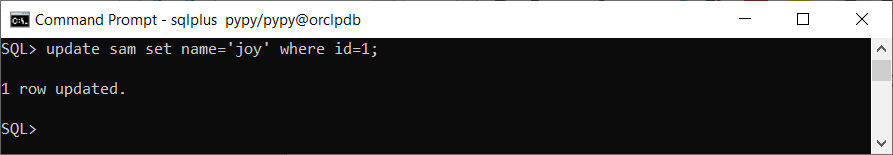 Command Prompt - sqlplus  pypy/pypy@orclpdb
SQL> update sam set name='joy' where id=1;
1 row updated.
SQL>